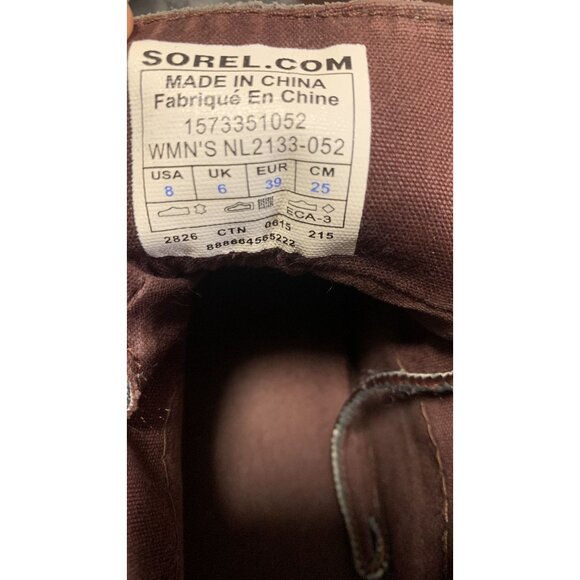 SOREL.COM
MADE IN CHINA
Fabriqué En Chine
1573351052
WMN'S NL2133-052
USA UK EUR CM
8 6 39 25
ECA-3
2826 CTN 0615 215
888664565222